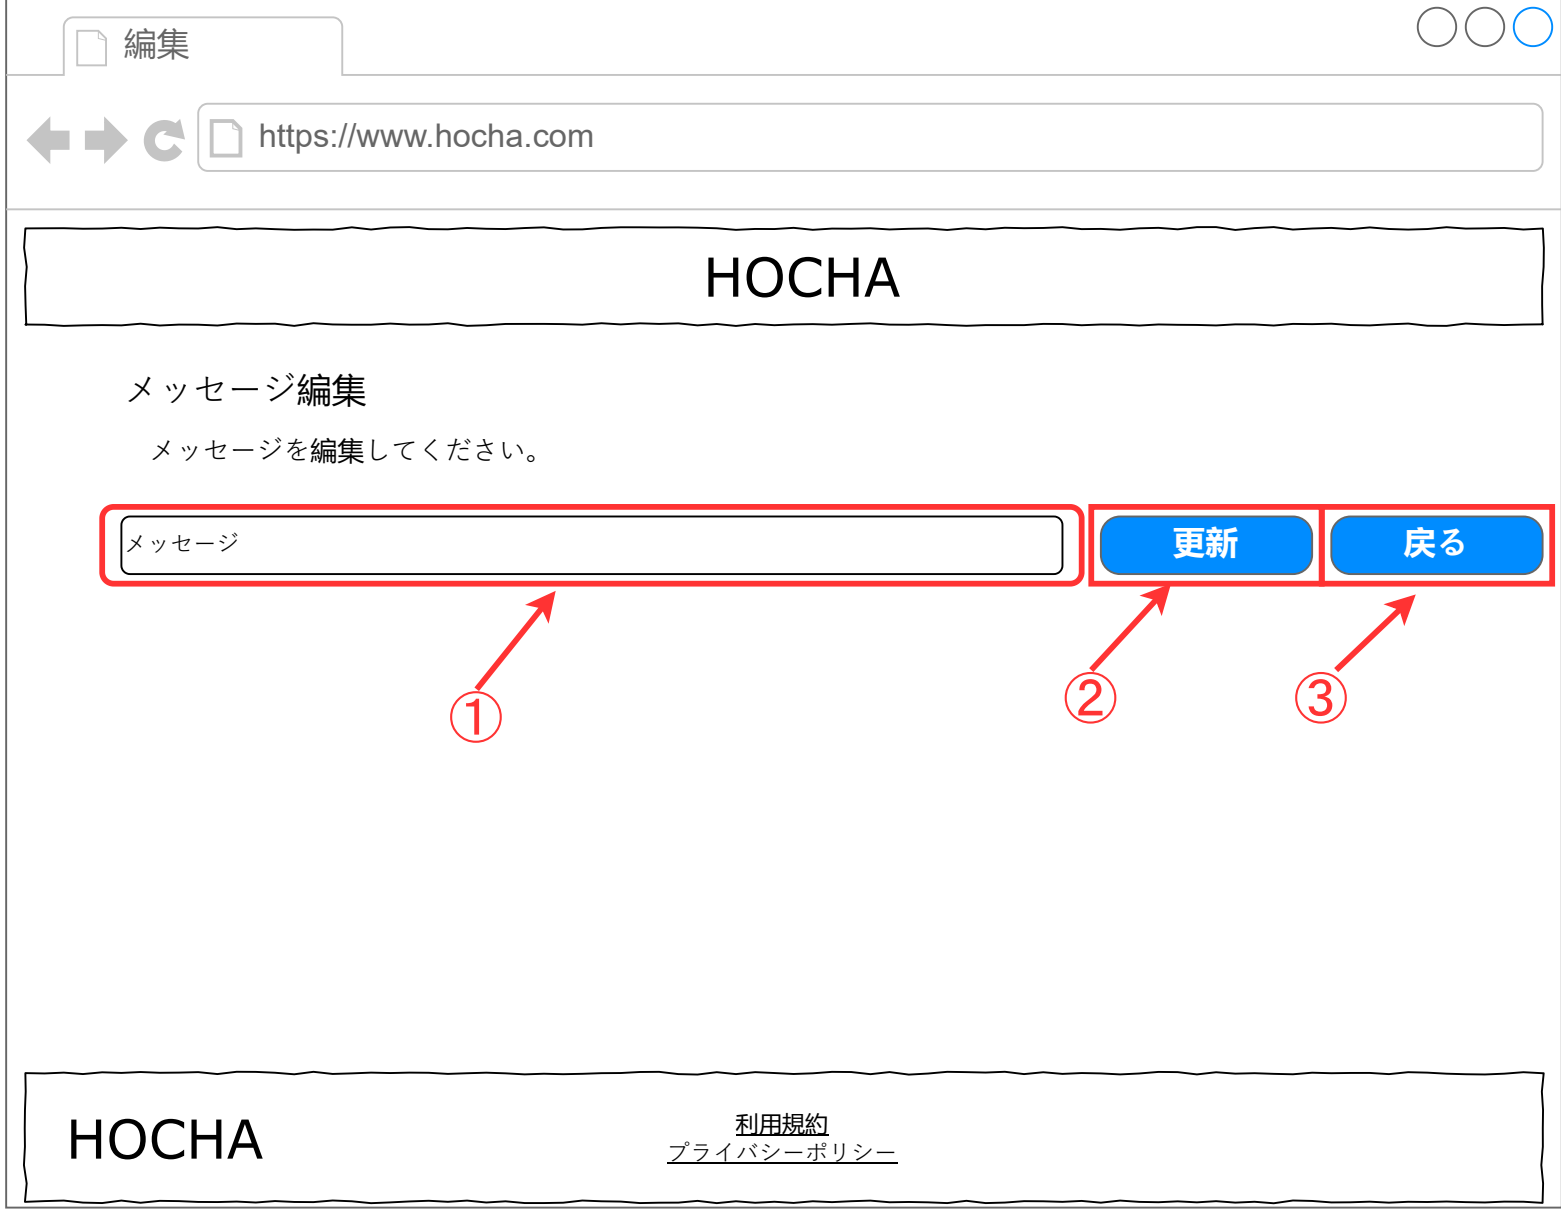 編集
https://www.hocha.com
HOCHA
メッセージ編集
メッセージを編集してください。
メッセージ
更新
戻る
①
②
③
HOCHA
利用規約
プライバシーポリシー